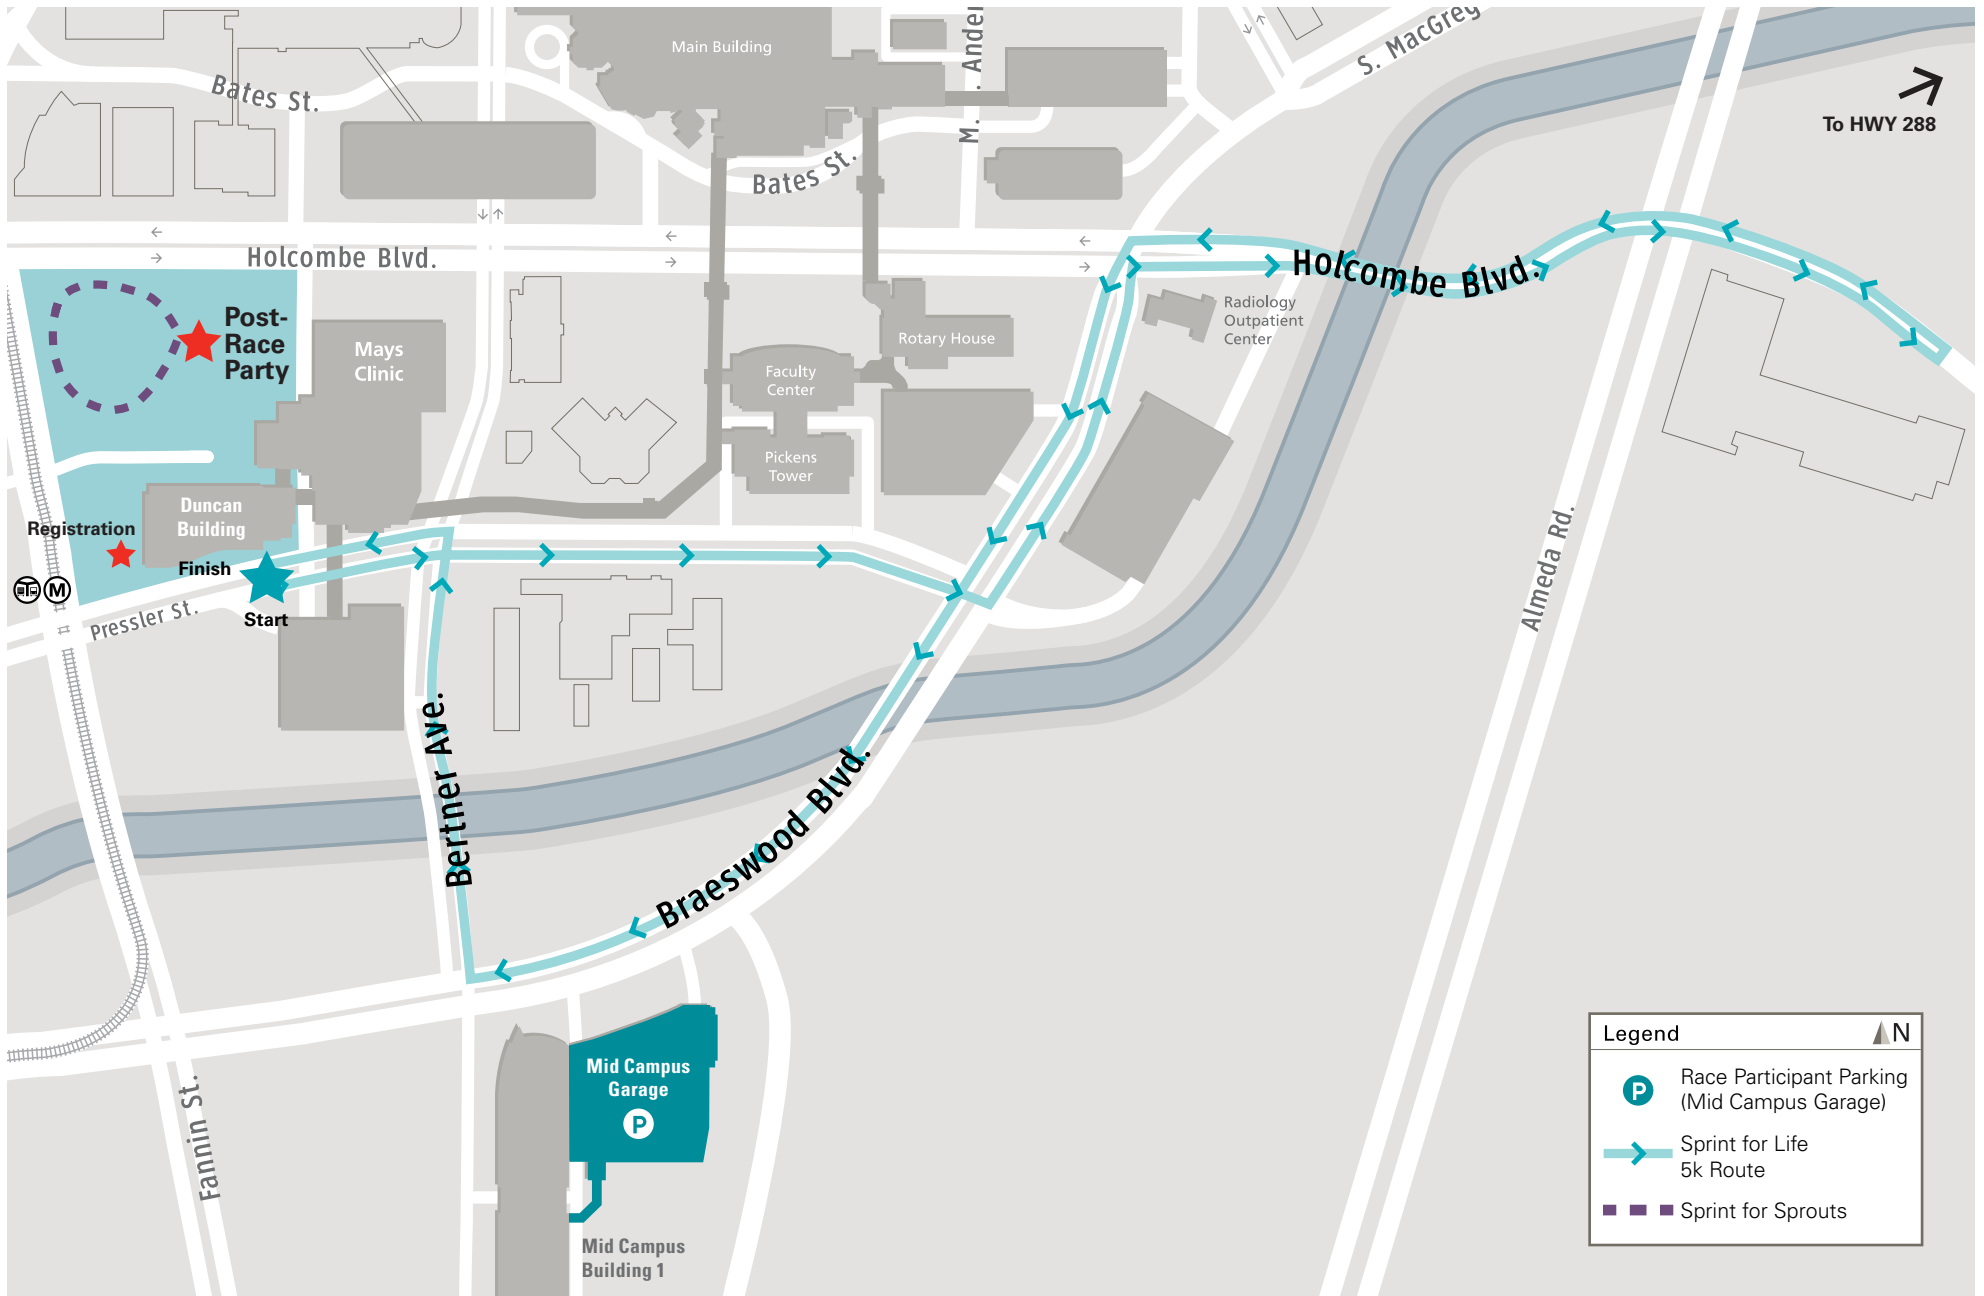 Main Building
M. Ander
S. MacGreg
Bates St.
To HWY 288
Bates St.
Holcombe Blvd.
Holcombe Blvd.
Radiology
Outpatient
Center
Post-
Race
Party
Mays
Clinic
Rotary House
Faculty
Center
Pickens
Tower
Duncan
Building
Registration
Finish
M
Pressler St.
Start
Almeda Rd.
Bertner Ave.
Braeswood Blvd.
Mid Campus
Garage
P
Fannin St.
Mid Campus
Building 1
Legend
N
P
Race Participant Parking
(Mid Campus Garage)
Sprint for Life
5k Route
Sprint for Sprouts